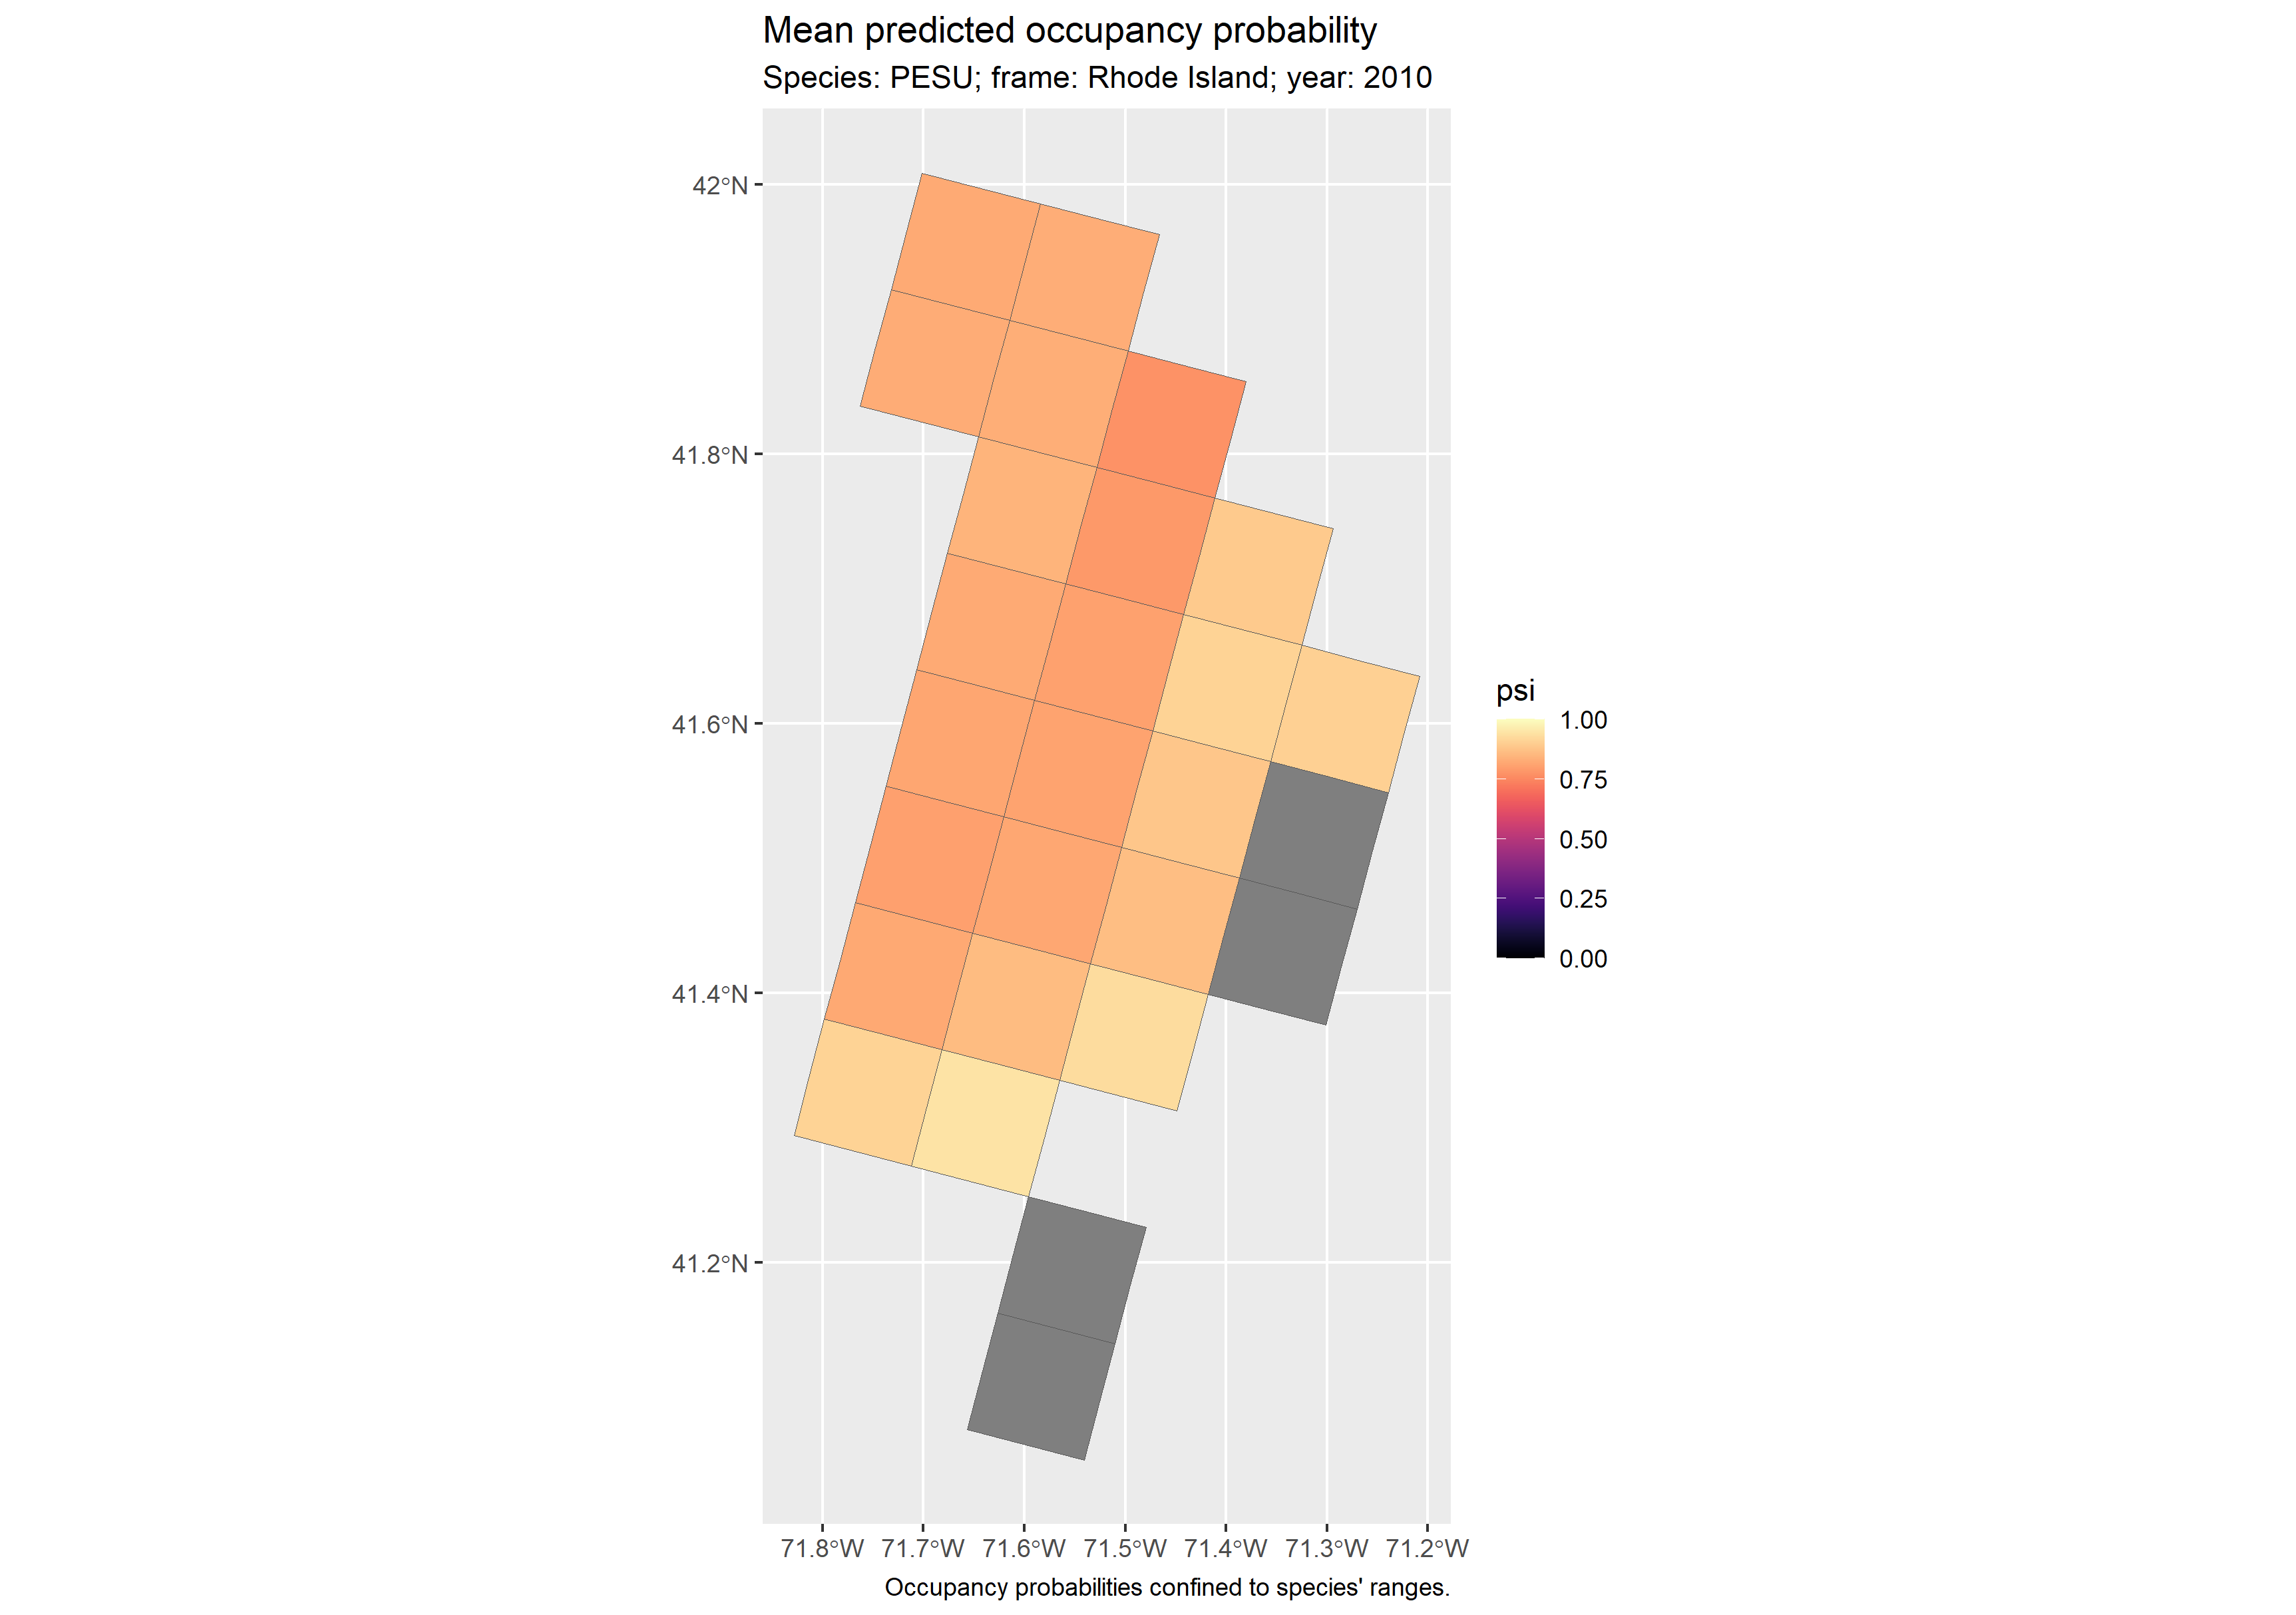 Mean predicted occupancy probability
Species: PESU; frame: Rhode Island; year: 2010
42°N
41.8°N
41.6°N
41.4°N
41.2°N
psi
1.00
0.75
0.50
0.25
0.00
71.8°W 71.7°W 71.6°W 71.5°W 71.4°W 71.3°W 71.2°W
Occupancy probabilities confined to species' ranges.